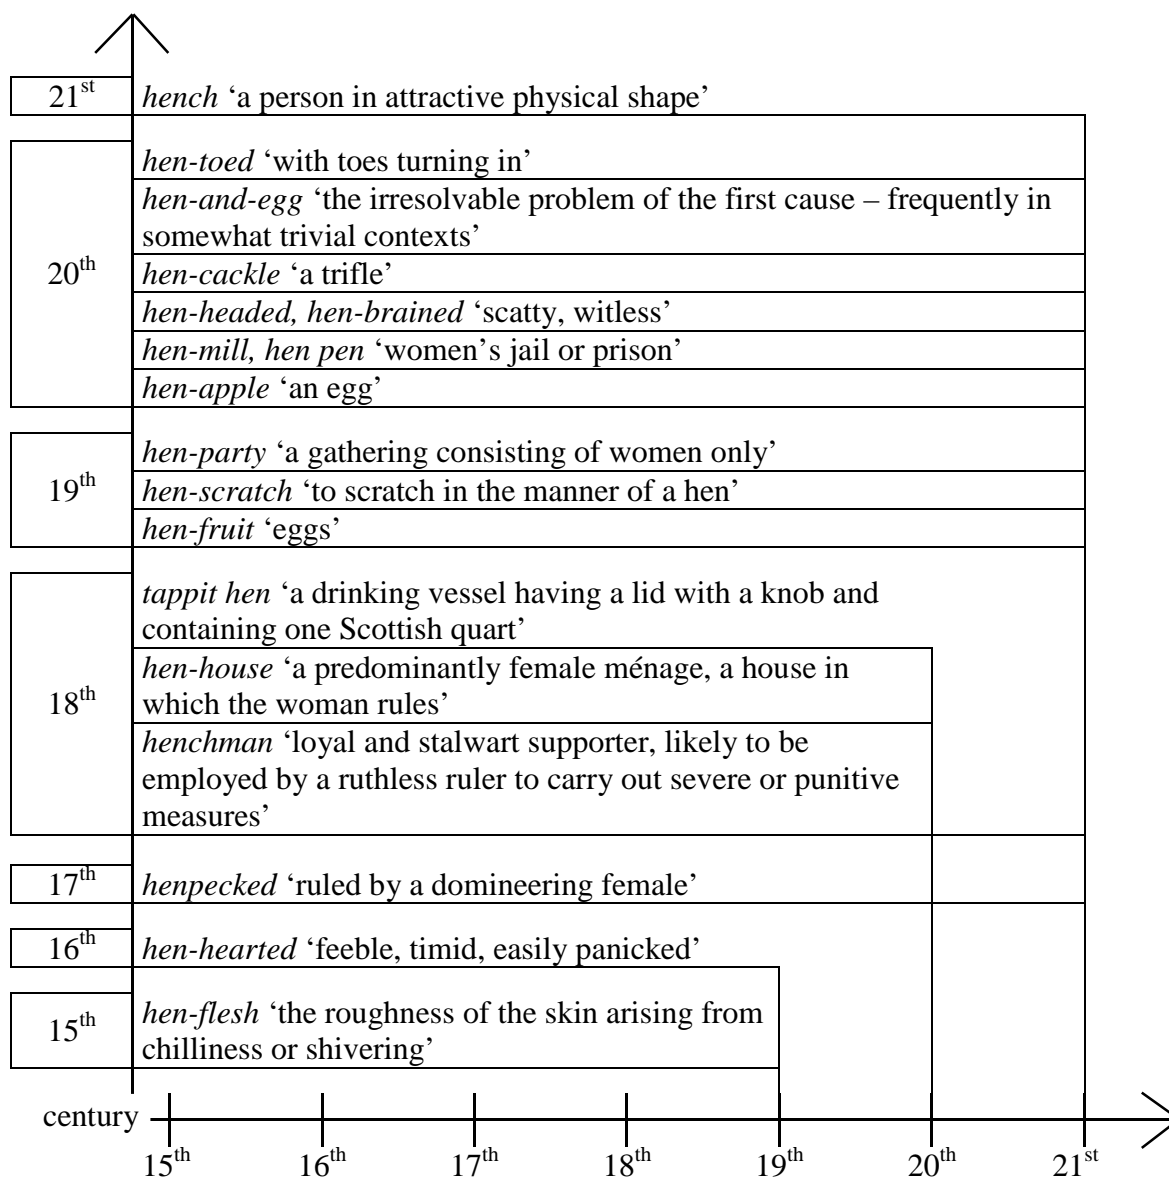 21st
hench ‘a person in attractive physical shape’
20th
hen-toed ‘with toes turning in’
hen-and-egg ‘the irresolvable problem of the first cause – frequently in
somewhat trivial contexts’
hen-cackle ‘a trifle’
hen-headed, hen-brained ‘scatty, witless’
hen-mill, hen pen ‘women’s jail or prison’
hen-apple ‘an egg’
19th
hen-party ‘a gathering consisting of women only’
hen-scratch ‘to scratch in the manner of a hen’
hen-fruit ‘eggs’
18th
tappit hen ‘a drinking vessel having a lid with a knob and
containing one Scottish quart’
hen-house ‘a predominantly female ménage, a house in
which the woman rules’
henchman ‘loyal and stalwart supporter, likely to be
employed by a ruthless ruler to carry out severe or punitive
measures’
17th
henpecked ‘ruled by a domineering female’
16th
hen-hearted ‘feeble, timid, easily panicked’
15th
hen-flesh ‘the roughness of the skin arising from
chilliness or shivering’
century
15th 16th 17th 18th 19th 20th 21st